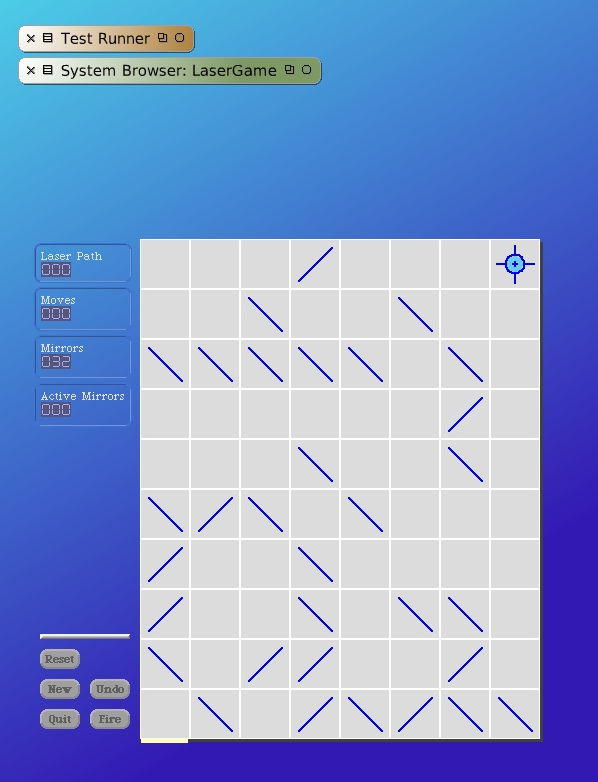 Test Runner
System Browser: LaserGame
Laser Path
000
Moves
000
Mirrors
032
Active Mirrors
000
Reset
New Undo
Quit Fire